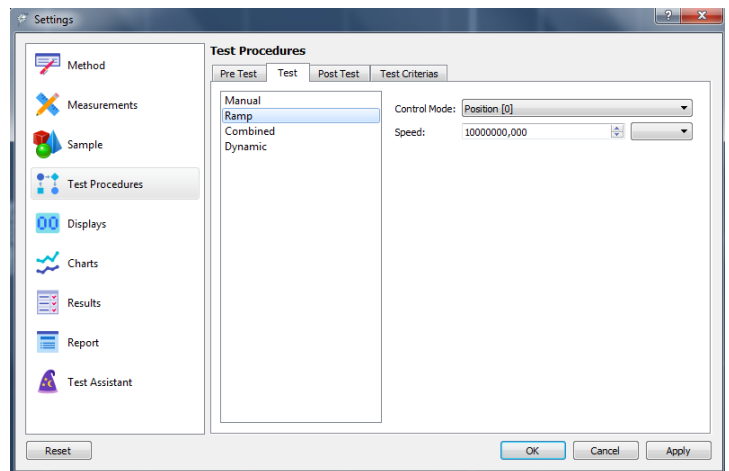 Settings
?
X
Method
Measurements
Sample
Test Procedures
00 Displays
Charts
Results
Report
Test Assistant
Test Procedures
Pre Test Test Post Test Test Criterias
Manual
Ramp
Combined
Dynamic
Control Mode: Position [0]
Speed: 10000000,000
Reset OK Cancel Apply